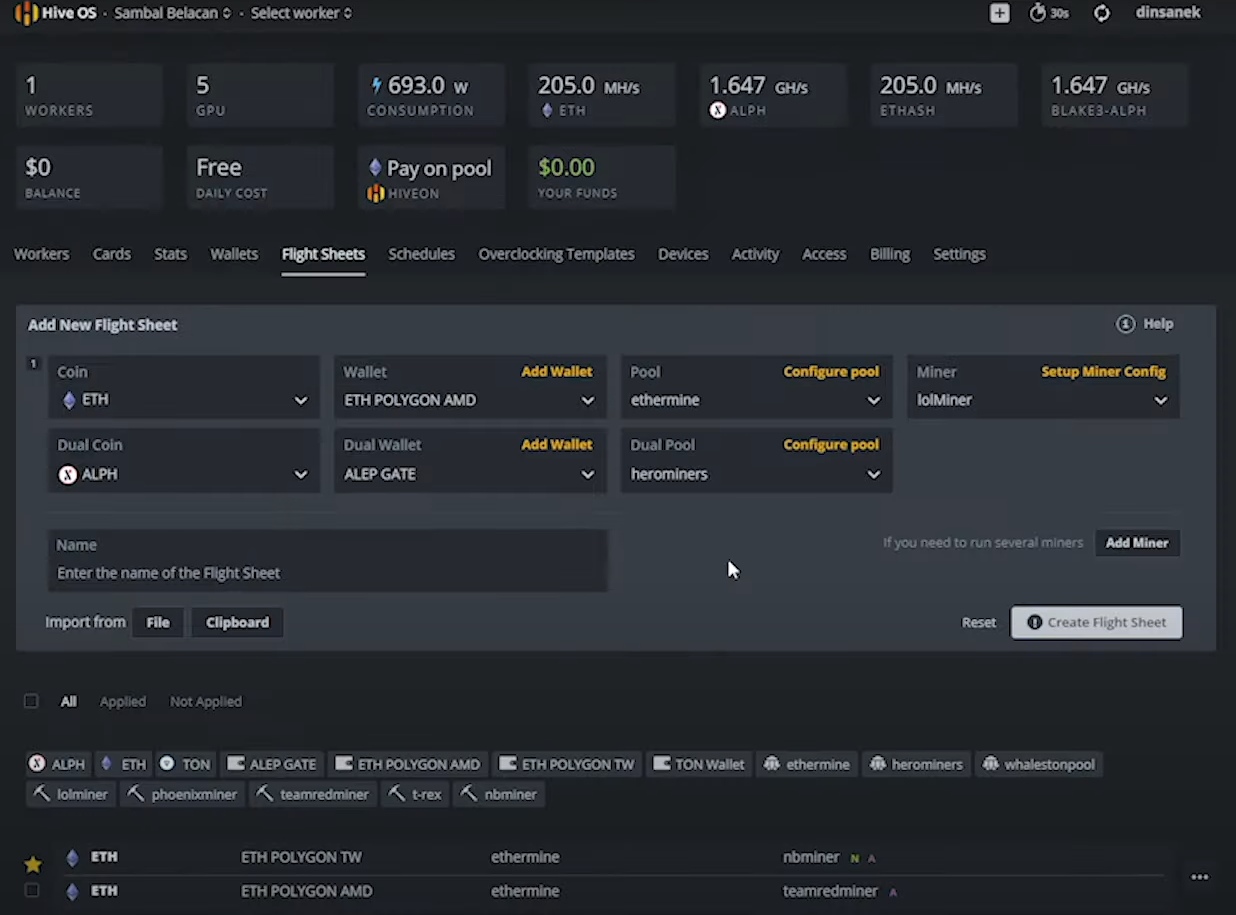 Hive OS · Sambal Belacan · Select worker 30s dinsanek
1 5 693.0 W 205.0 MH/s 1.647 GH/s 205.0 MH/s 1.647 GH/s
WORKERS GPU CONSUMPTION ETH ALPH ETHASH BLAKE3-ALPH
$0 Free Pay on pool $0.00
BALANCE DAILY COST HIVEON YOUR FUNDS
Workers Cards Stats Wallets Flight Sheets Schedules Overclocking Templates Devices Activity Access Billing Settings
Add New Flight Sheet Help
1 Coin Wallet Add Wallet Pool Configure pool Miner Setup Miner Config
ETH ETH POLYGON AMD ethermine lolMiner
Dual Coin Dual Wallet Add Wallet Dual Pool Configure pool
ALPH ALEP GATE herominers
Name If you need to run several miners Add Miner
Enter the name of the Flight Sheet
Import from File Clipboard Reset Create Flight Sheet
All Applied Not Applied
ALPH ETH TON ALEP GATE ETH POLYGON AMD ETH POLYGON TW TON Wallet ethermine herominers whalestonpool
lolminer phoenixminer teamredminer t-rex nbminer
ETH ETH POLYGON TW ethermine nbminer N A
ETH ETH POLYGON AMD ethermine teamredminer A